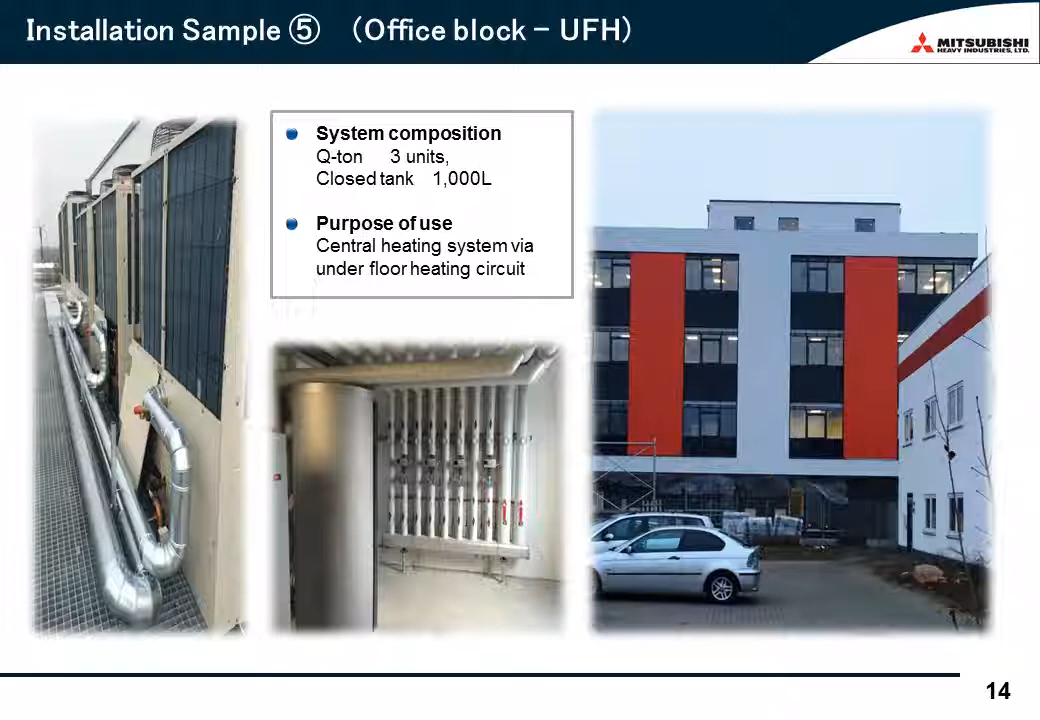 Installation Sample ⑤ (Office block – UFH)
MITSUBISHI
HEAVY INDUSTRIES, LTD.
System composition
Q-ton 3 units,
Closed tank 1,000L
Purpose of use
Central heating system via
under floor heating circuit
14